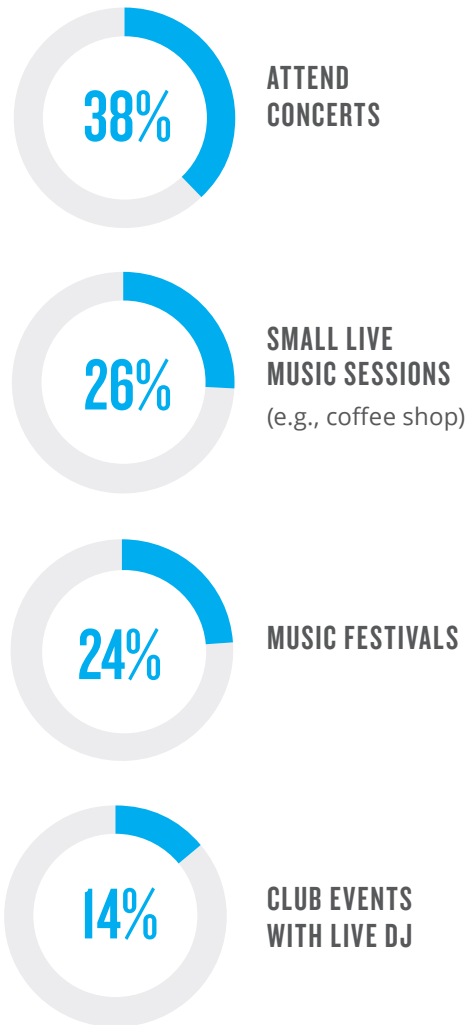 38%
ATTEND
CONCERTS
26%
SMALL LIVE
MUSIC SESSIONS
(e.g., coffee shop)
24%
MUSIC FESTIVALS
14%
CLUB EVENTS
WITH LIVE DJ